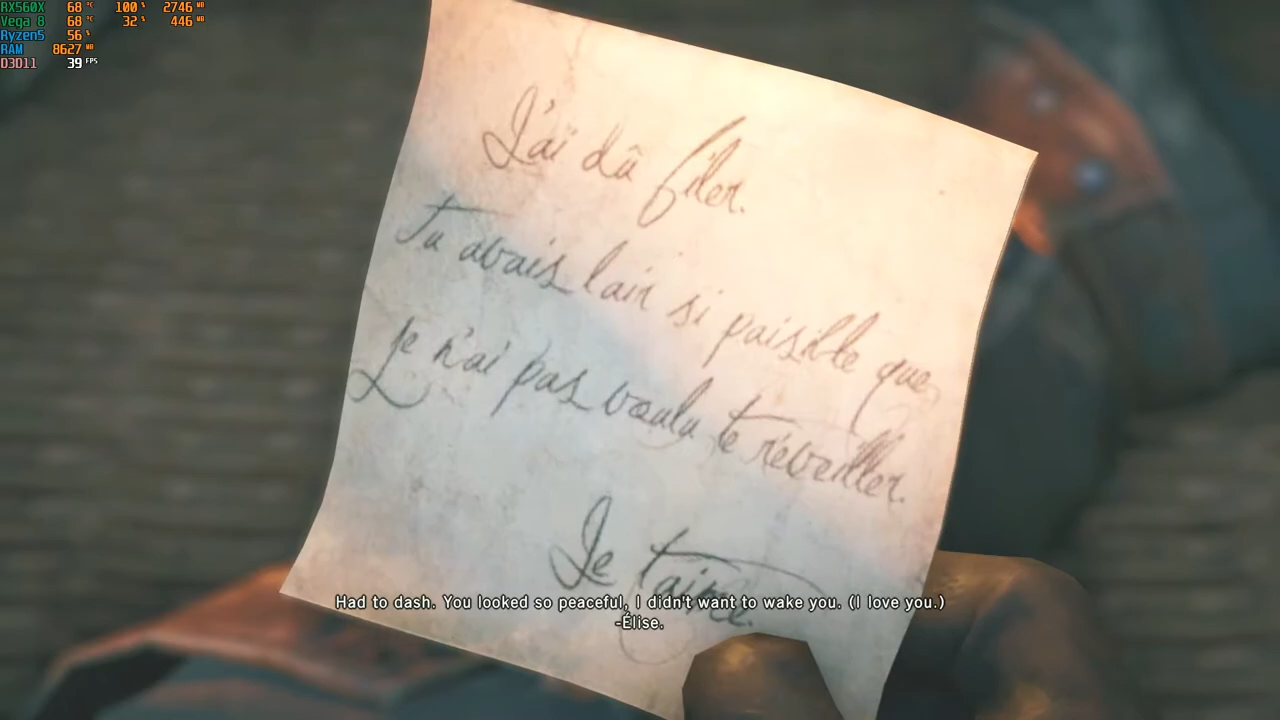 RX560X 68 °C 100 % 2746 MB
Vega 8 68 °C 32 % 446 MB
Ryzen5 56 %
RAM 8627 MB
D3D11 39 FPS
J'ai dû filer.
Tu avais l'air si paisible que
je n'ai pas voulu te réveiller.
Je t'aime.
Had to dash. You looked so peaceful, I didn't want to wake you. (I love you.)
-Élise.